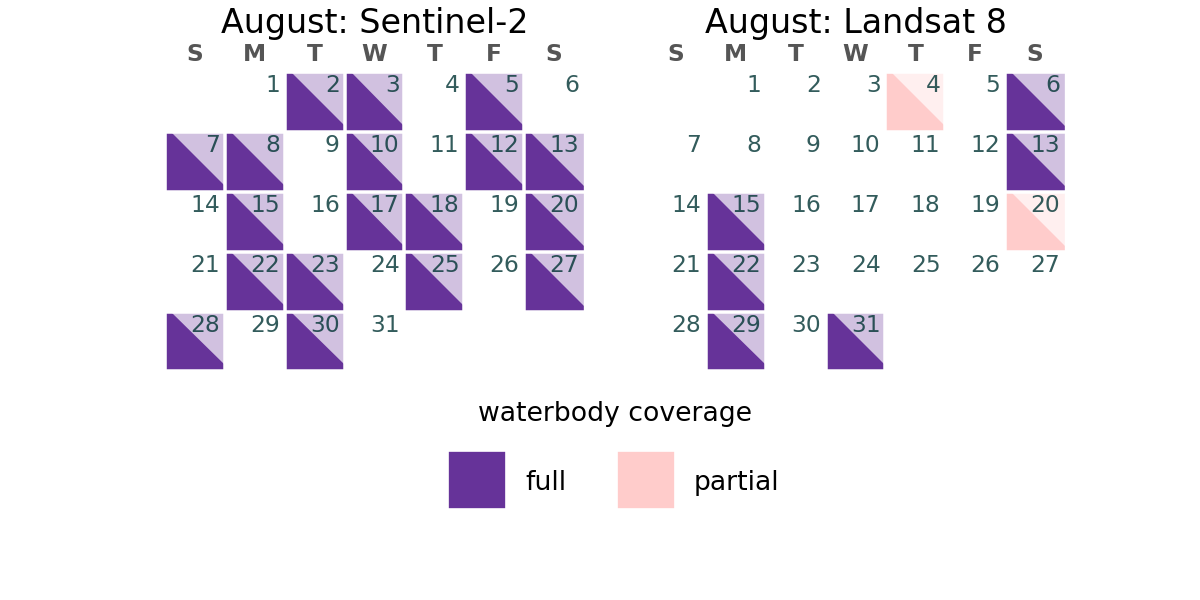 August: Sentinel-2
S M T W T F S
1 2 3 4 5 6
7 8 9 10 11 12 13
14 15 16 17 18 19 20
21 22 23 24 25 26 27
28 29 30 31
August: Landsat 8
S M T W T F S
1 2 3 4 5 6
7 8 9 10 11 12 13
14 15 16 17 18 19 20
21 22 23 24 25 26 27
28 29 30 31
waterbody coverage
full partial